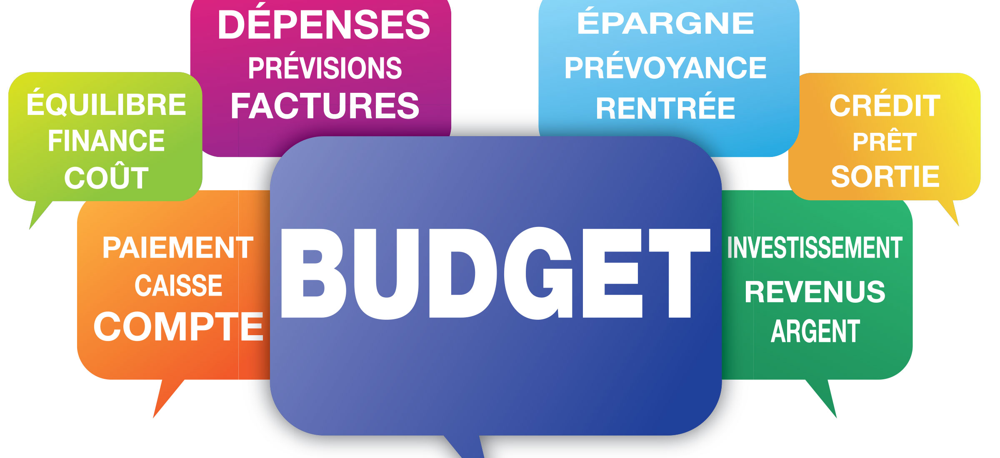 DÉPENSES
PRÉVISIONS
FACTURES
ÉPARGNE
PRÉVOYANCE
RENTRÉE
ÉQUILIBRE
FINANCE
COÛT
CRÉDIT
PRÊT
SORTIE
PAIEMENT
CAISSE
COMPTE
BUDGET
INVESTISSEMENT
REVENUS
ARGENT